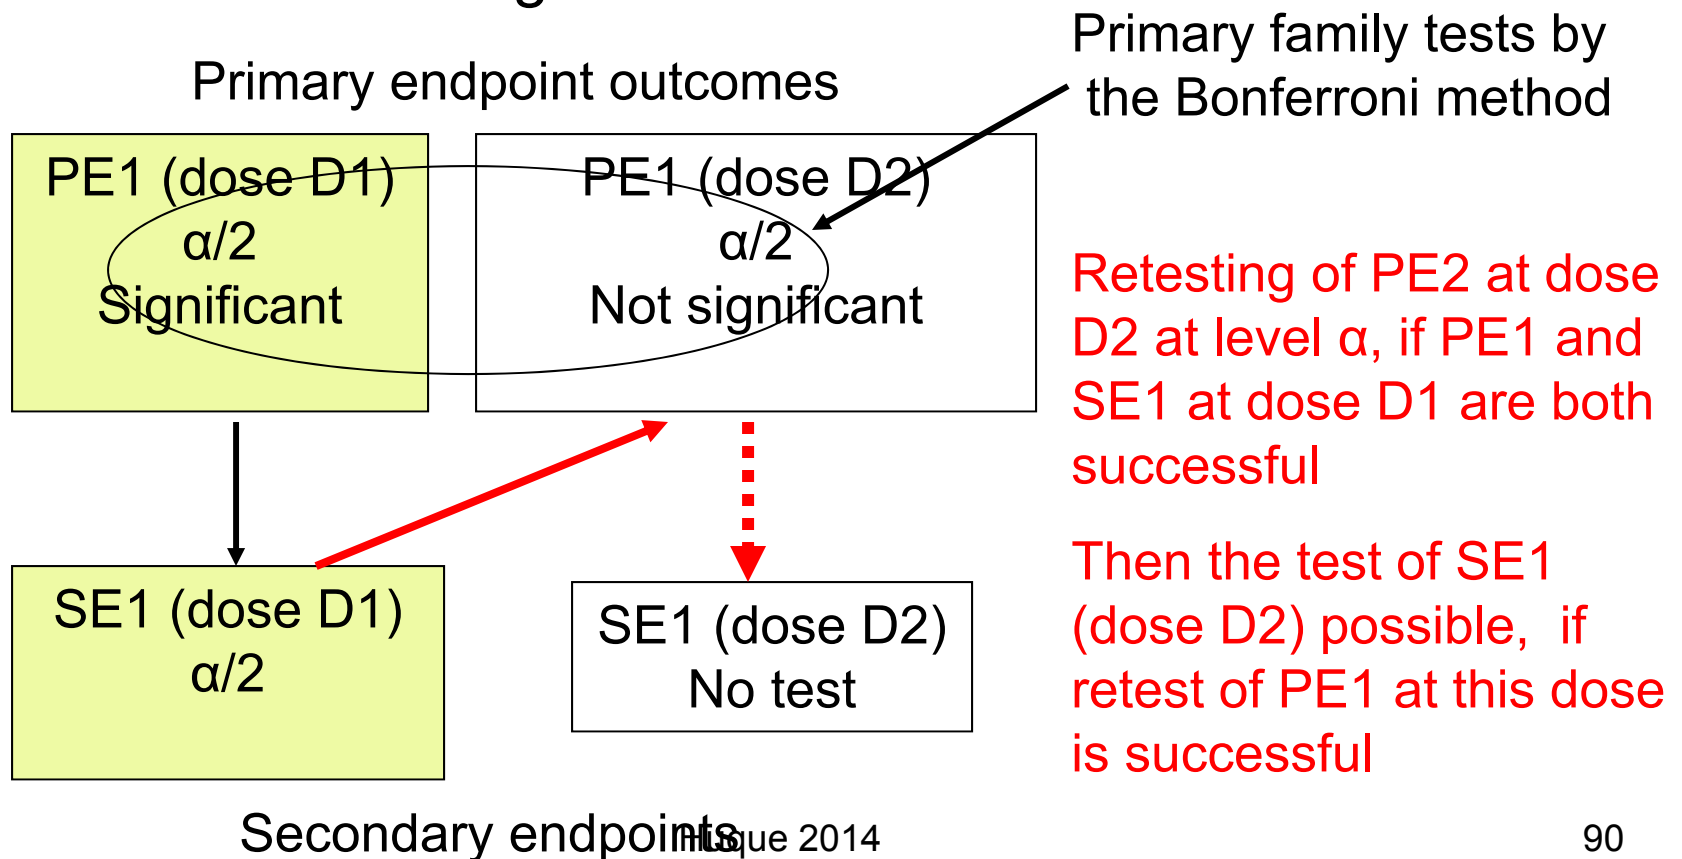 Primary endpoint outcomes
Primary family tests by
the Bonferroni method
PE1 (dose D1)
α/2
Significant
PE1 (dose D2)
α/2
Not significant
Retesting of PE2 at dose
D2 at level α, if PE1 and
SE1 at dose D1 are both
successful
SE1 (dose D1)
α/2
SE1 (dose D2)
No test
Then the test of SE1
(dose D2) possible, if
retest of PE1 at this dose
is successful
Secondary endpoints
Huque 2014
90